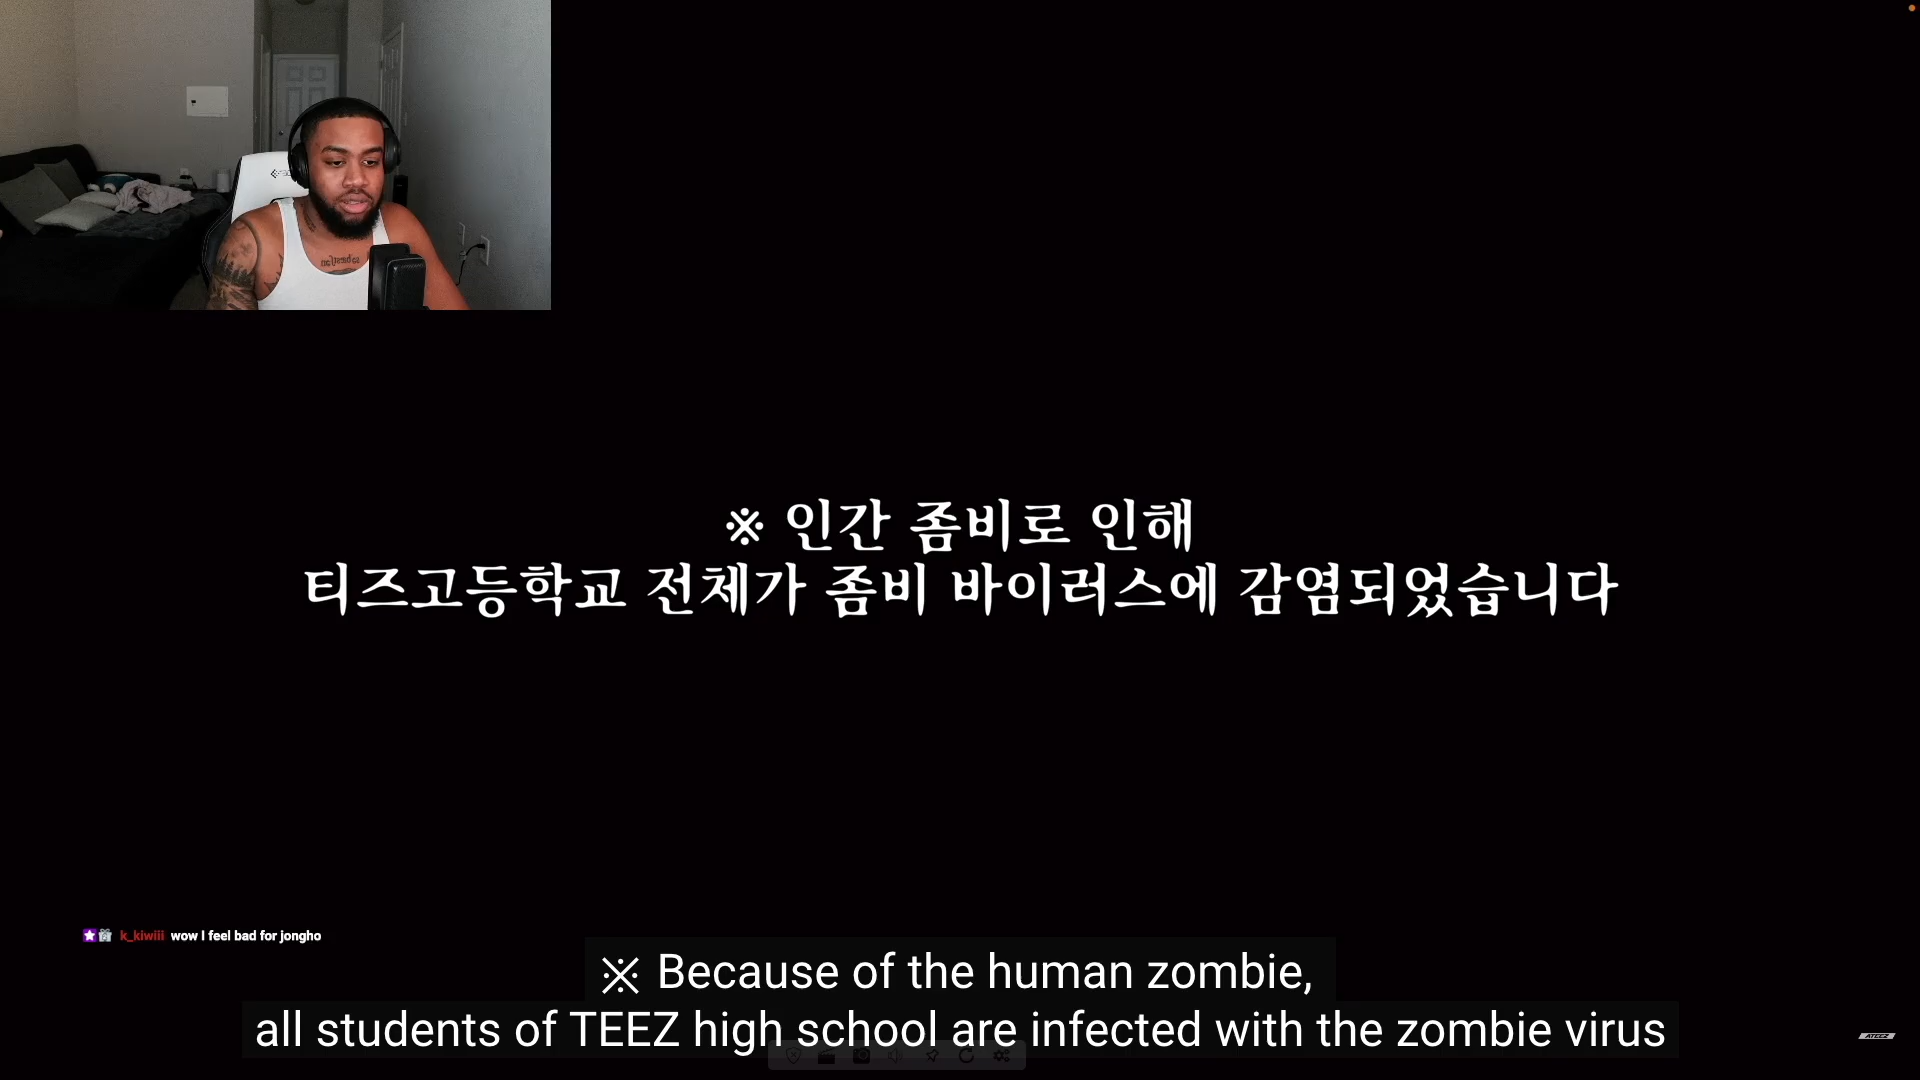 ※ 인간 좀비로 인해
티즈고등학교 전체가 좀비 바이러스에 감염되었습니다
k_kiwiii wow I feel bad for jongho
※ Because of the human zombie,
all students of TEEZ high school are infected with the zombie virus
ATEEZ